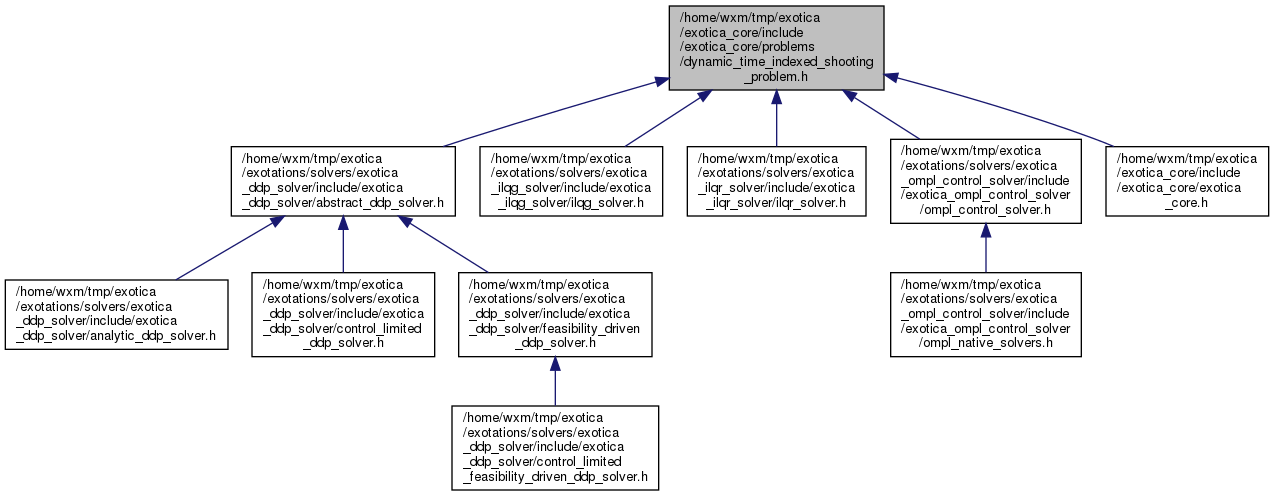 /home/wxm/tmp/exotica
/exotica_core/include
/exotica_core/problems
/dynamic_time_indexed_shooting
_problem.h
/home/wxm/tmp/exotica
/exotations/solvers/exotica
_ddp_solver/include/exotica
_ddp_solver/abstract_ddp_solver.h
/home/wxm/tmp/exotica
/exotations/solvers/exotica
_ilqg_solver/include/exotica
_ilqg_solver/ilqg_solver.h
/home/wxm/tmp/exotica
/exotations/solvers/exotica
_ilqr_solver/include/exotica
_ilqr_solver/ilqr_solver.h
/home/wxm/tmp/exotica
/exotations/solvers/exotica
_ompl_control_solver/include
/exotica_ompl_control_solver
/ompl_control_solver.h
/home/wxm/tmp/exotica
/exotica_core/include
/exotica_core/exotica
_core.h
/home/wxm/tmp/exotica
/exotations/solvers/exotica
_ddp_solver/include/exotica
_ddp_solver/analytic_ddp_solver.h
/home/wxm/tmp/exotica
/exotations/solvers/exotica
_ddp_solver/include/exotica
_ddp_solver/control_limited
_ddp_solver.h
/home/wxm/tmp/exotica
/exotations/solvers/exotica
_ddp_solver/include/exotica
_ddp_solver/feasibility_driven
_ddp_solver.h
/home/wxm/tmp/exotica
/exotations/solvers/exotica
_ompl_control_solver/include
/exotica_ompl_control_solver
/ompl_native_solvers.h
/home/wxm/tmp/exotica
/exotations/solvers/exotica
_ddp_solver/include/exotica
_ddp_solver/control_limited
_feasibility_driven_ddp_solver.h